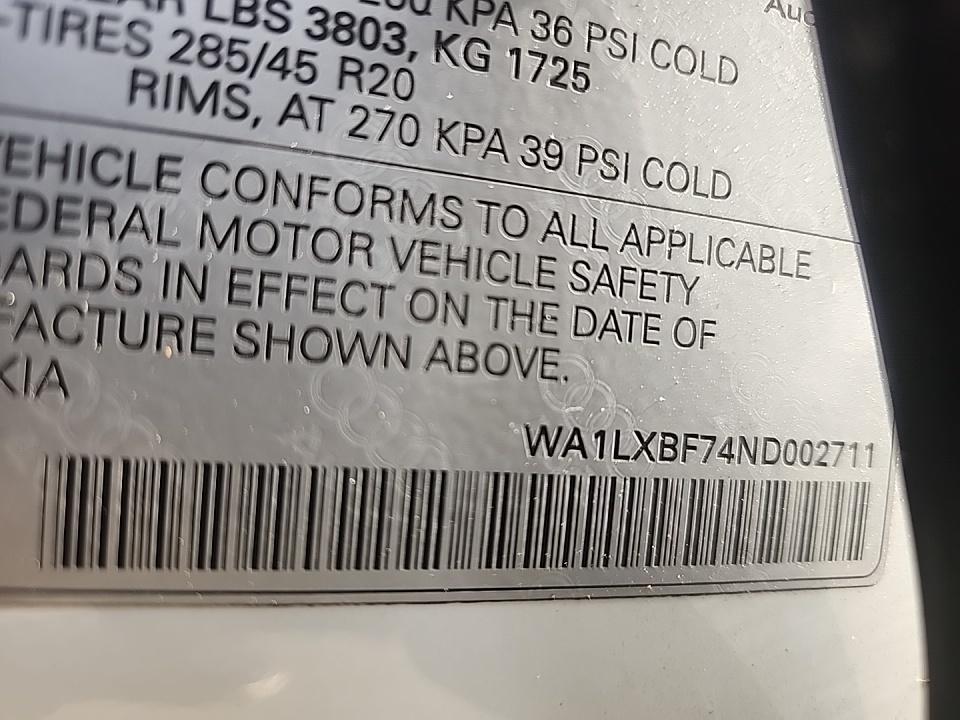 KPA 36 PSI COLD
LBS 3803, KG 1725
-TIRES 285/45 R20
RIMS, AT 270 KPA 39 PSI COLD
VEHICLE CONFORMS TO ALL APPLICABLE
EDERAL MOTOR VEHICLE SAFETY
ARDS IN EFFECT ON THE DATE OF
FACTURE SHOWN ABOVE.
KIA
WA1LXBF74ND002711